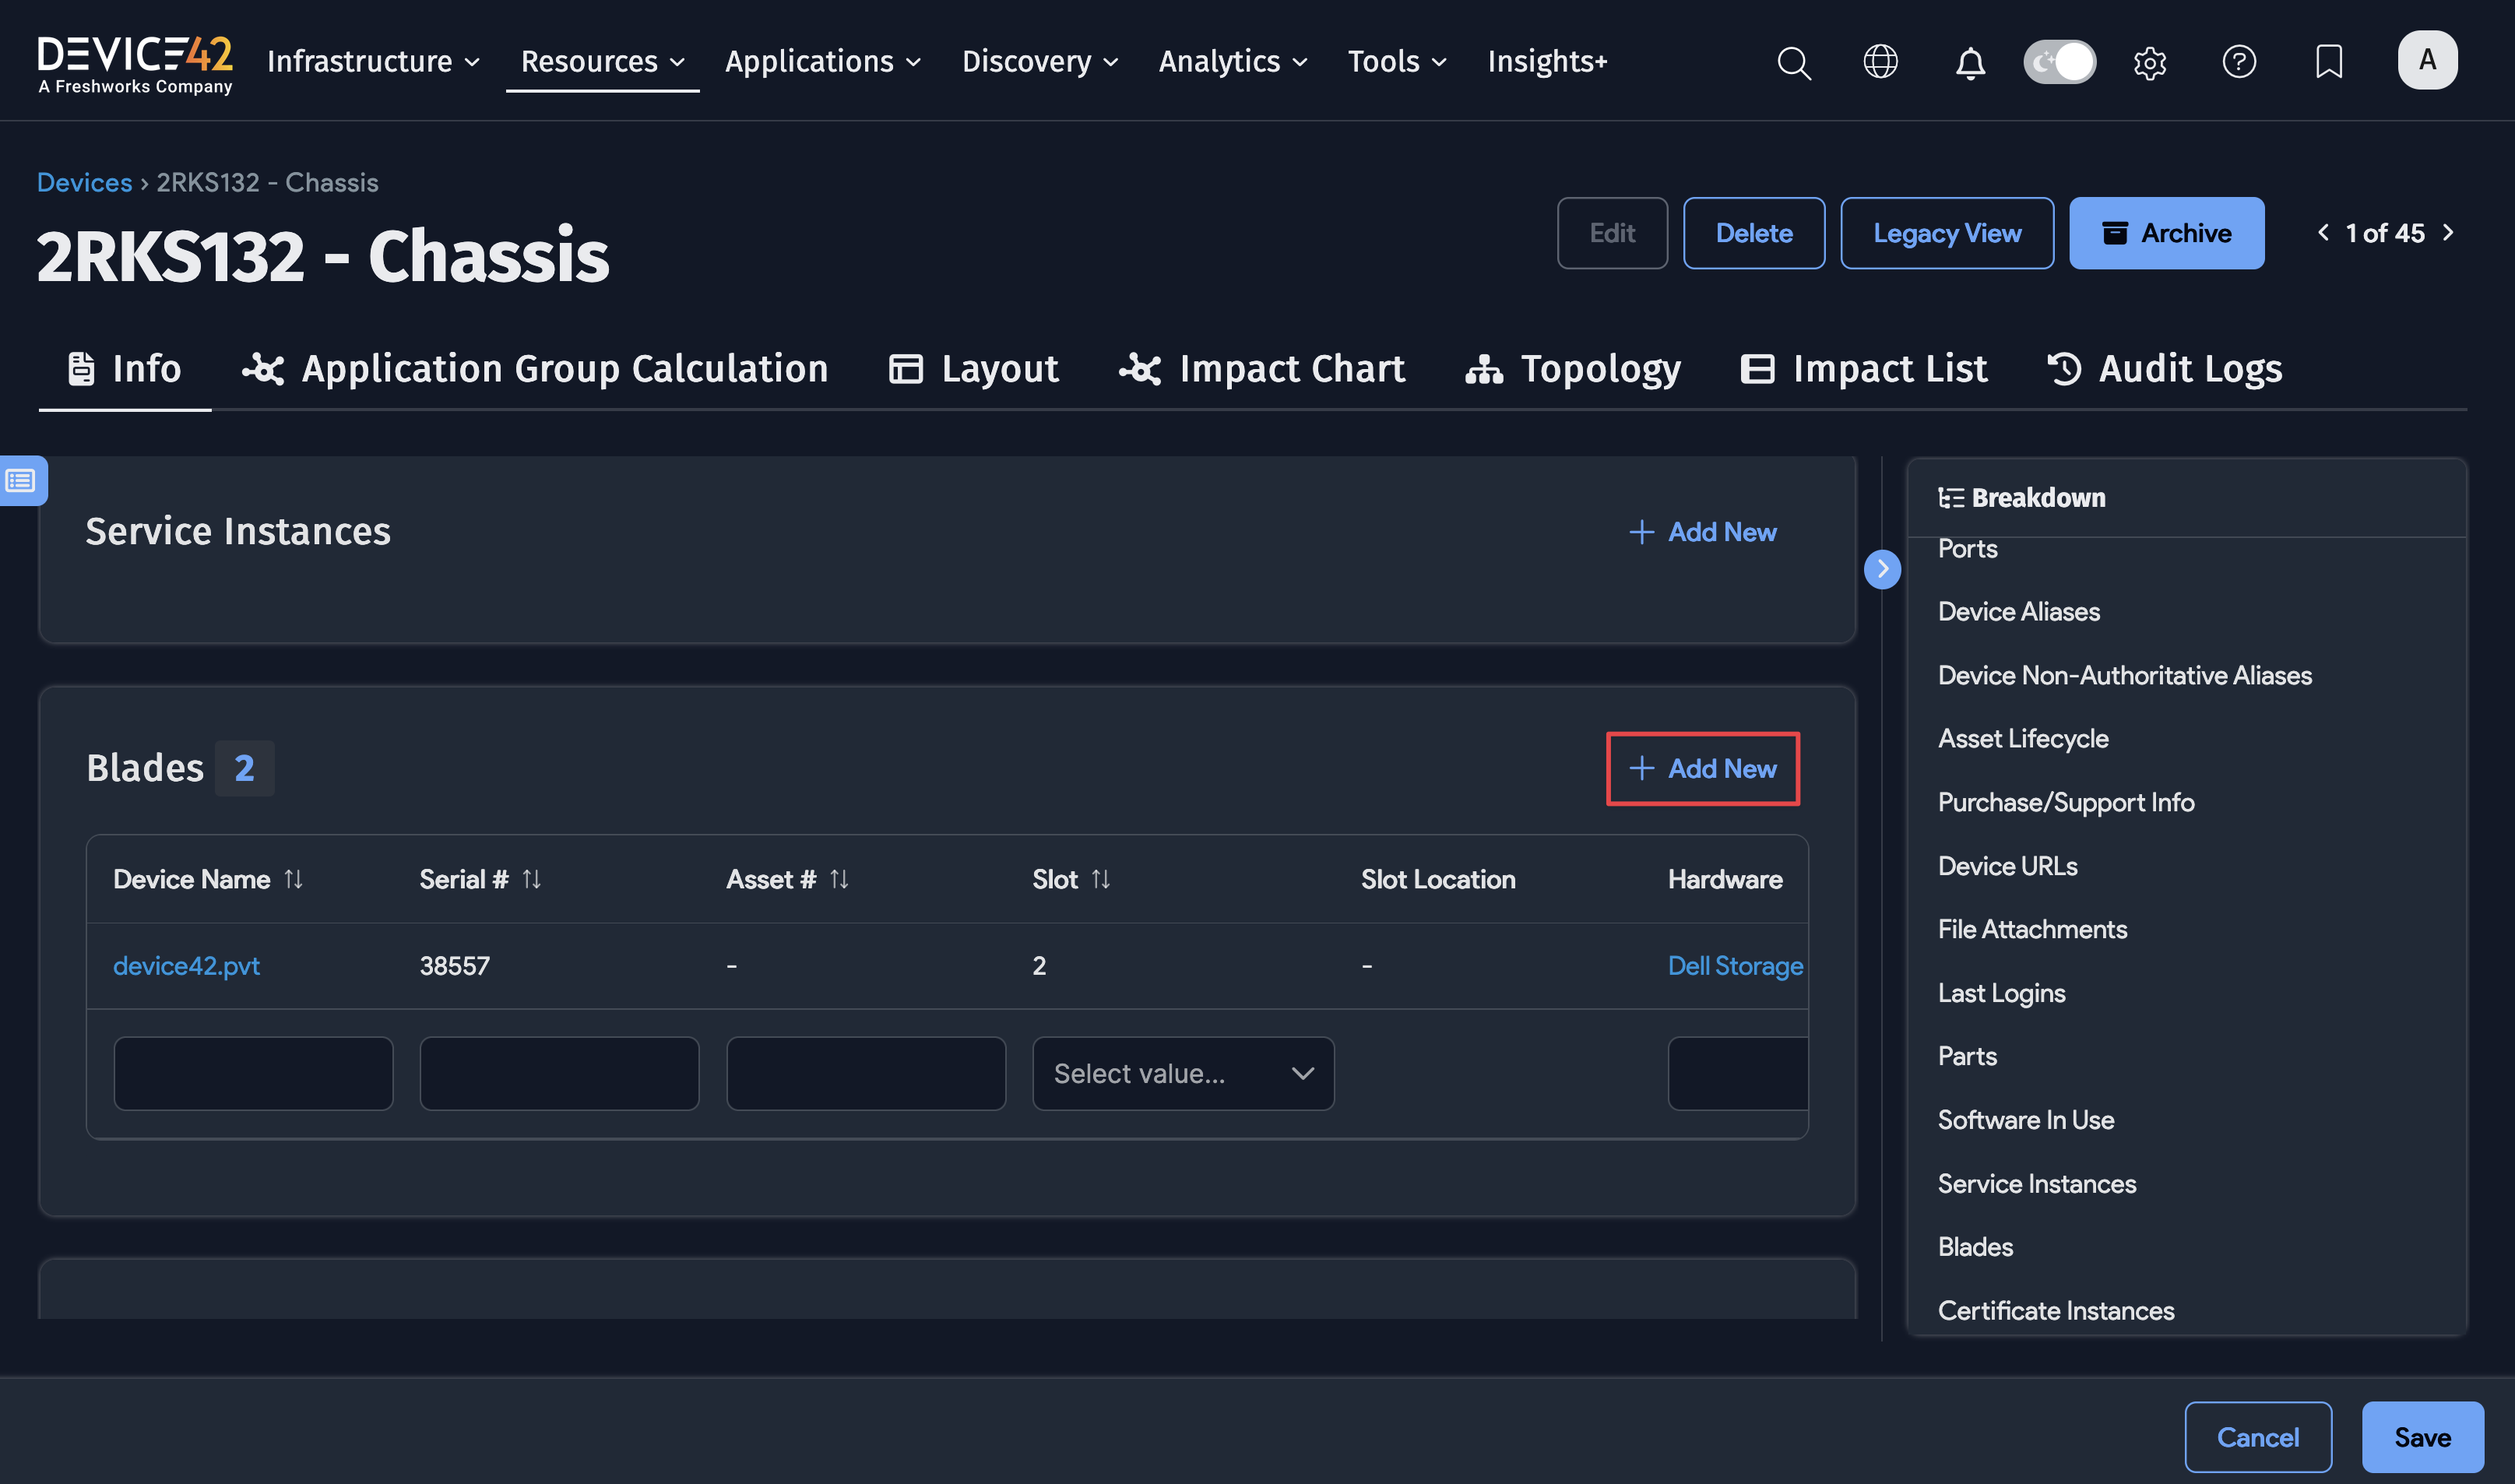 DEVICE42
A Freshworks Company
Infrastructure
Resources
Applications
Discovery
Analytics
Tools
Insights+
A
Devices › 2RKS132 - Chassis
2RKS132 - Chassis
Edit
Delete
Legacy View
Archive
1 of 45
Info
Application Group Calculation
Layout
Impact Chart
Topology
Impact List
Audit Logs
Service Instances
+ Add New
Blades 2
+ Add New
Device Name Serial # Asset # Slot Slot Location Hardware
device42.pvt 38557 - 2 - Dell Storage
Select value...
Breakdown
Ports
Device Aliases
Device Non-Authoritative Aliases
Asset Lifecycle
Purchase/Support Info
Device URLs
File Attachments
Last Logins
Parts
Software In Use
Service Instances
Blades
Certificate Instances
Cancel
Save